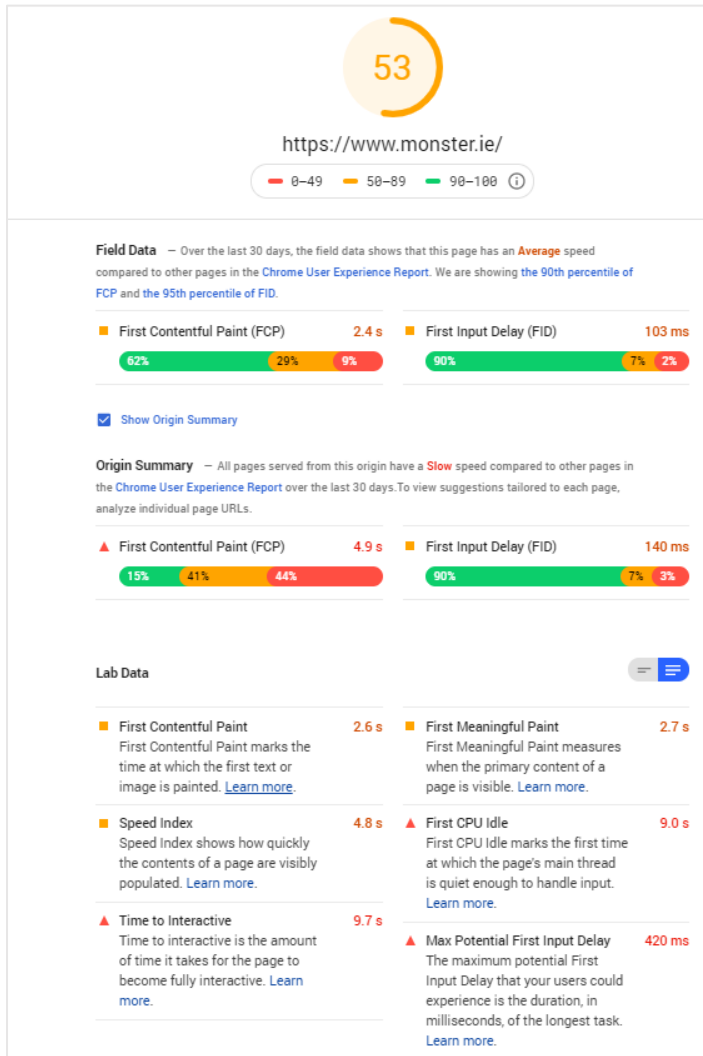 53
https://www.monster.ie/
0–49 50–89 90–100
Field Data — Over the last 30 days, the field data shows that this page has an Average speed
compared to other pages in the Chrome User Experience Report. We are showing the 90th percentile of
FCP and the 95th percentile of FID.
First Contentful Paint (FCP) 2.4 s
62% 29% 9%
First Input Delay (FID) 103 ms
90% 7% 2%
Show Origin Summary
Origin Summary — All pages served from this origin have a Slow speed compared to other pages in
the Chrome User Experience Report over the last 30 days.To view suggestions tailored to each page,
analyze individual page URLs.
First Contentful Paint (FCP) 4.9 s
15% 41% 44%
First Input Delay (FID) 140 ms
90% 7% 3%
Lab Data
First Contentful Paint 2.6 s
First Contentful Paint marks the
time at which the first text or
image is painted. Learn more.
First Meaningful Paint 2.7 s
First Meaningful Paint measures
when the primary content of a
page is visible. Learn more.
Speed Index 4.8 s
Speed Index shows how quickly
the contents of a page are visibly
populated. Learn more.
First CPU Idle 9.0 s
First CPU Idle marks the first time
at which the page's main thread
is quiet enough to handle input.
Learn more.
Time to Interactive 9.7 s
Time to interactive is the amount
of time it takes for the page to
become fully interactive. Learn
more.
Max Potential First Input Delay 420 ms
The maximum potential First
Input Delay that your users could
experience is the duration, in
milliseconds, of the longest task.
Learn more.